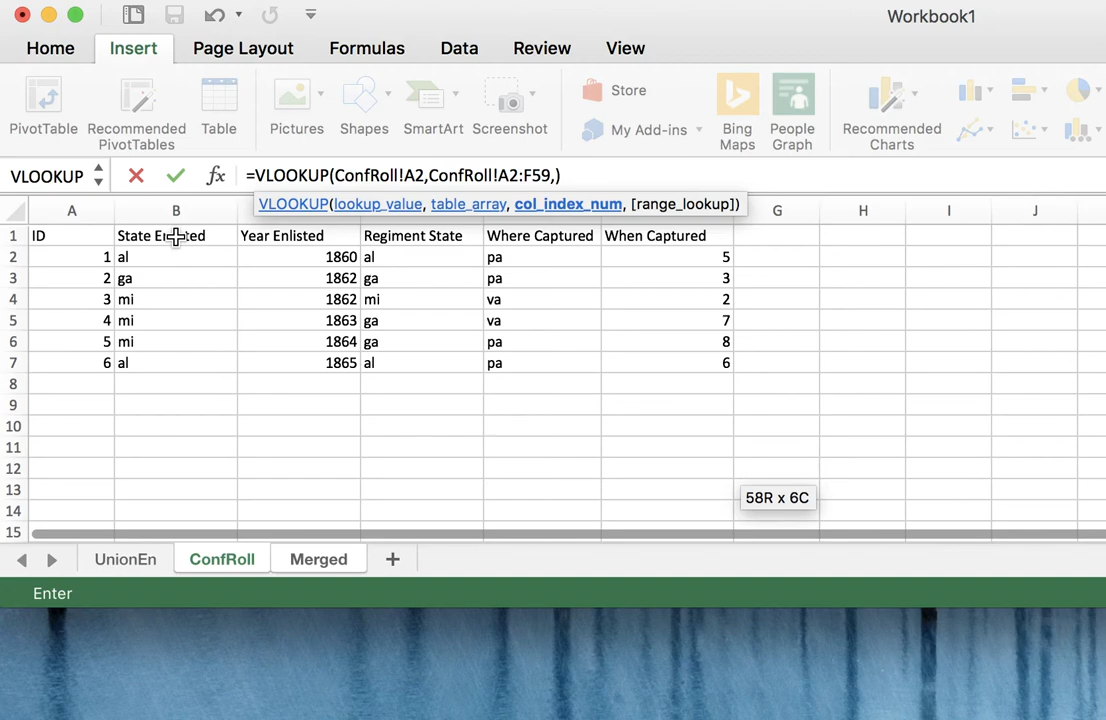 Workbook1
Home Insert Page Layout Formulas Data Review View
PivotTable Recommended PivotTables Table Pictures Shapes SmartArt Screenshot Store My Add-ins Bing Maps People Graph Recommended Charts
VLOOKUP fx =VLOOKUP(ConfRoll!A2,ConfRoll!A2:F59,)
VLOOKUP(lookup_value, table_array, col_index_num, [range_lookup])
A B G H I J
1 ID State Enlisted Year Enlisted Regiment State Where Captured When Captured
2 1 al 1860 al pa 5
3 2 ga 1862 ga pa 3
4 3 mi 1862 mi va 2
5 4 mi 1863 ga va 7
6 5 mi 1864 ga pa 8
7 6 al 1865 al pa 6
8
9
10
11
12
13
58R x 6C
14
15
UnionEn ConfRoll Merged +
Enter